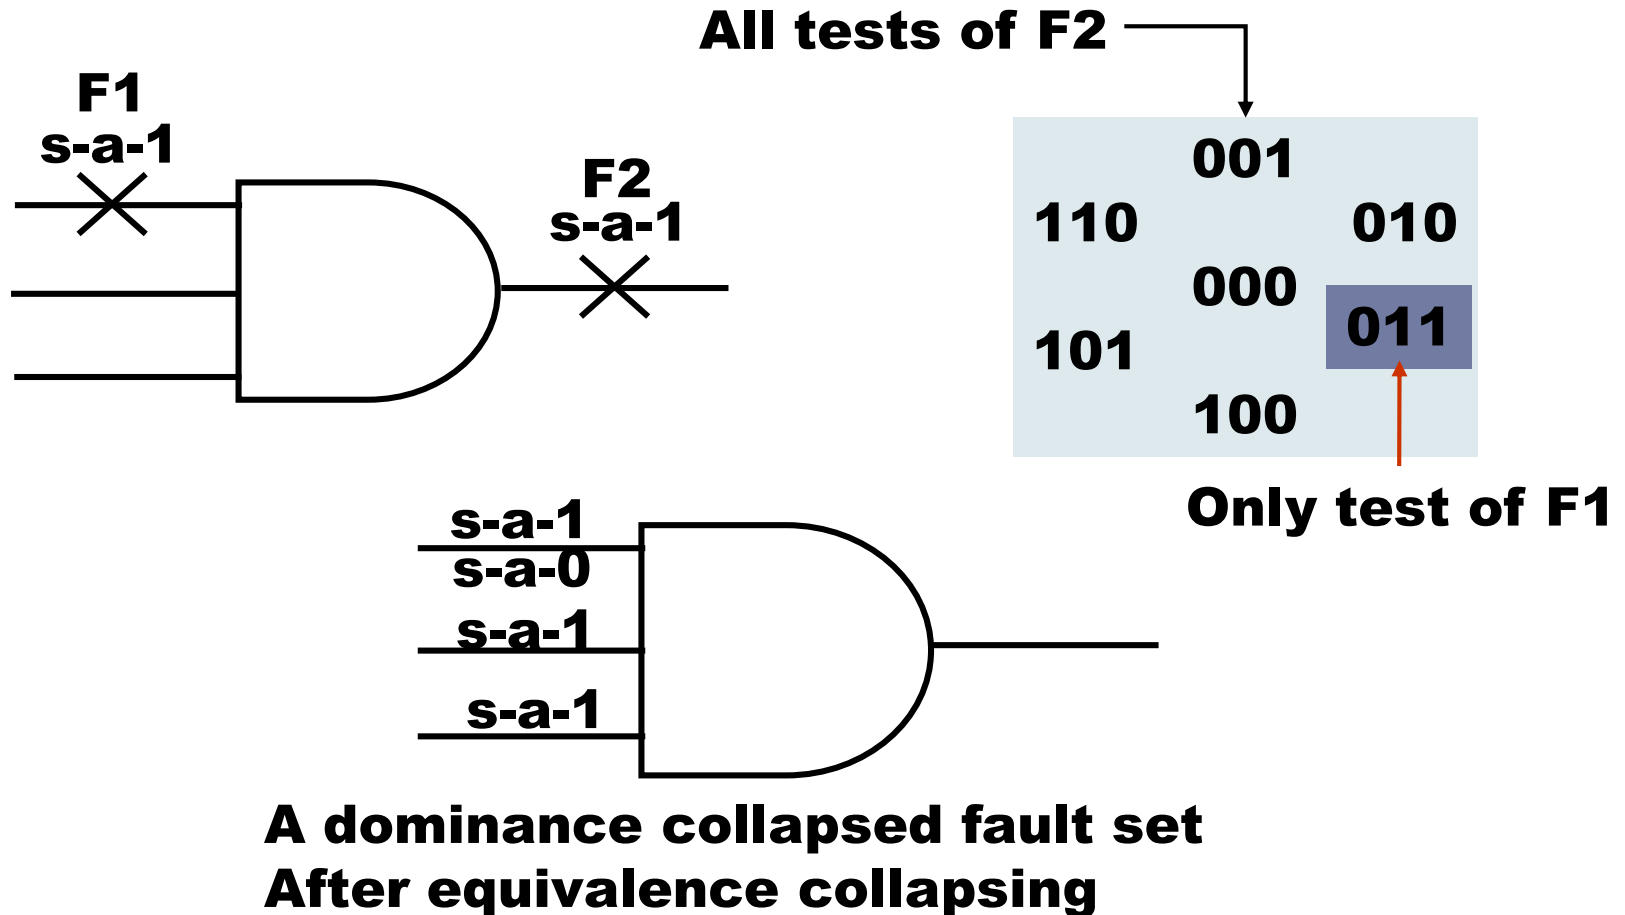 All tests of F2
F1
s-a-1
F2
s-a-1
001
110
010
000
011
101
100
Only test of F1
s-a-1
s-a-0
s-a-1
s-a-1
A dominance collapsed fault set
After equivalence collapsing